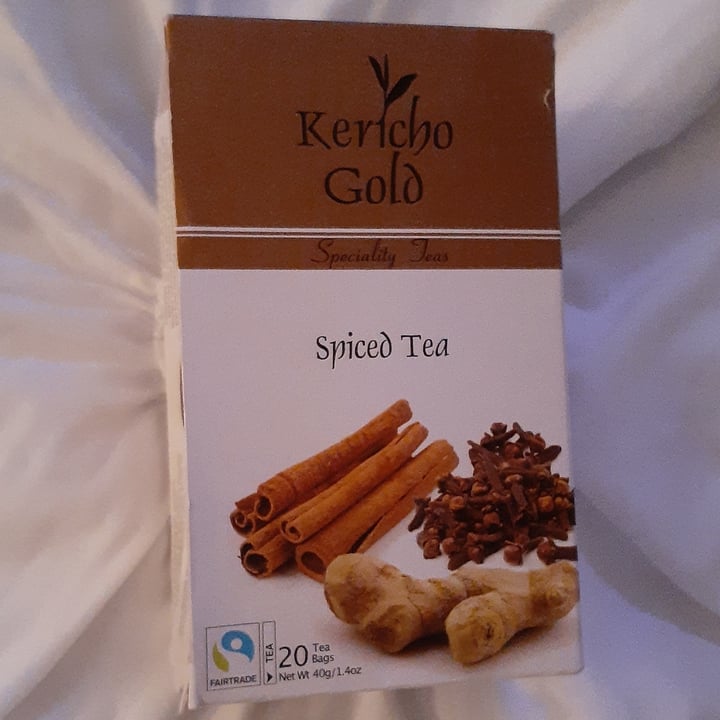 Kericho
Gold
Speciality Teas
Spiced Tea
FAIRTRADE
TEA
20 Tea
Bags
Net Wt 40g/1.4oz